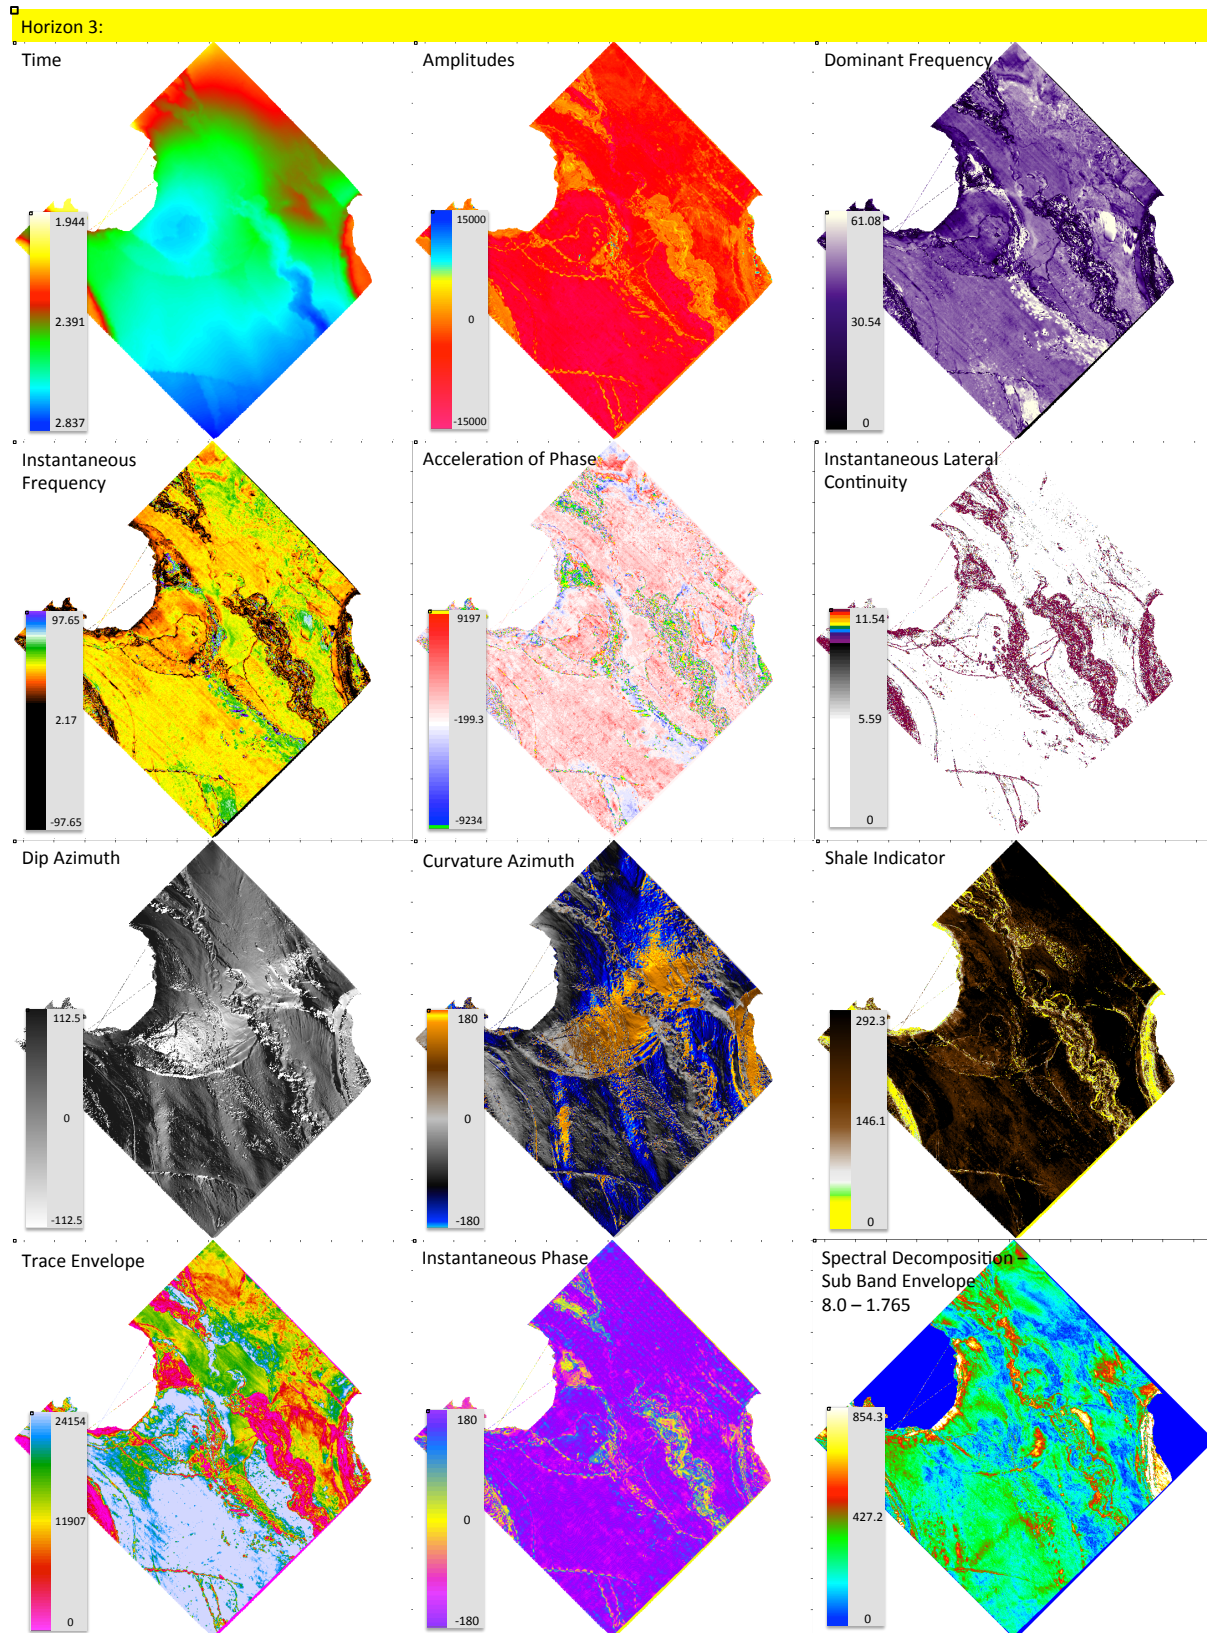 Horizon 3:
Time
Amplitudes
Dominant Frequency
1.944
2.391
2.837
15000
0
-15000
61.08
30.54
0
Instantaneous
Frequency
Acceleration of Phase
Instantaneous Lateral
Continuity
97.65
2.17
-97.65
9197
-199.3
-9234
11.54
5.59
0
Dip Azimuth
Curvature Azimuth
Shale Indicator
112.5
0
-112.5
180
0
-180
292.3
146.1
0
Trace Envelope
Instantaneous Phase
Spectral Decomposition –
Sub Band Envelope
8.0 – 1.765
24154
11907
0
180
0
-180
854.3
427.2
0